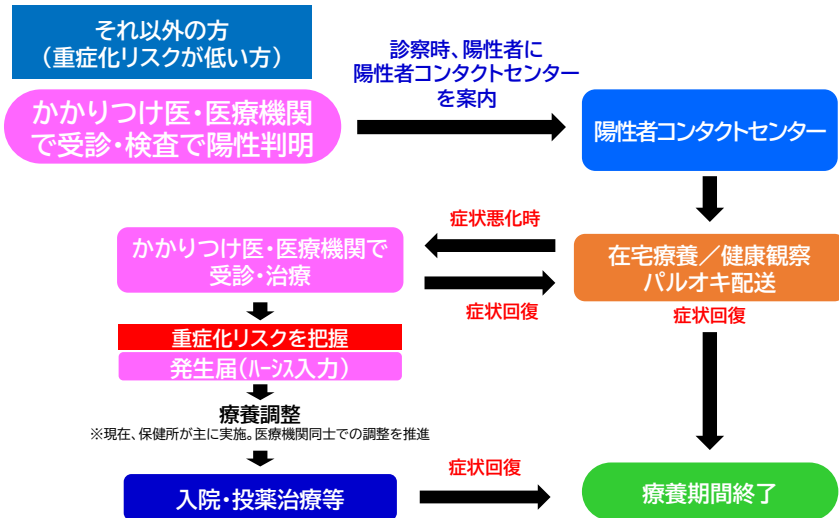 それ以外の方
（重症化リスクが低い方）
診察時、陽性者に
陽性者コンタクトセンター
を案内
かかりつけ医・医療機関
で受診・検査で陽性判明
陽性者コンタクトセンター
症状悪化時
かかりつけ医・医療機関で
受診・治療
在宅療養／健康観察
パルオキ配送
症状回復
症状回復
重症化リスクを把握
発生届(ﾊｰｼｽ入力)
療養調整
※現在、保健所が主に実施。医療機関同士での調整を推進
症状回復
入院・投薬治療等
療養期間終了